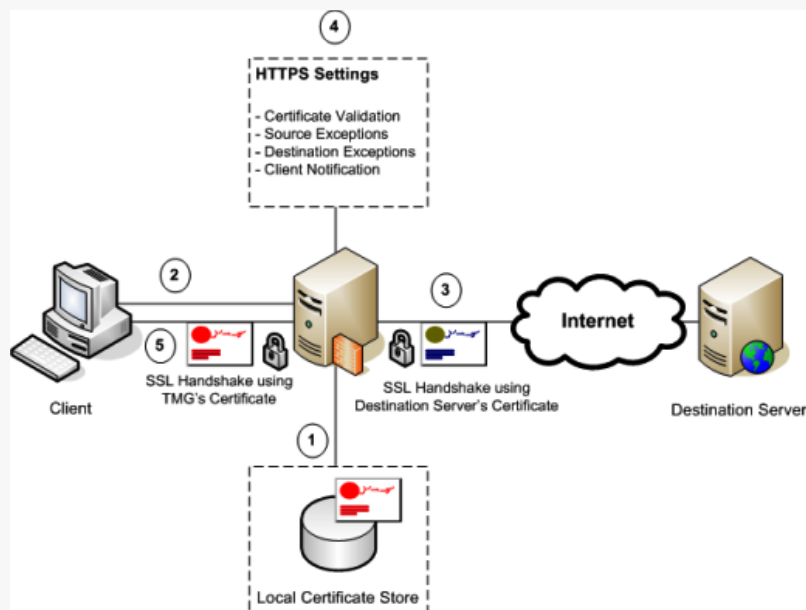 4
HTTPS Settings
- Certificate Validation
- Source Exceptions
- Destination Exceptions
- Client Notification
2
3
Internet
5
SSL Handshake using
TMG's Certificate
SSL Handshake using
Destination Server's Certificate
Client
Destination Server
1
Local Certificate Store